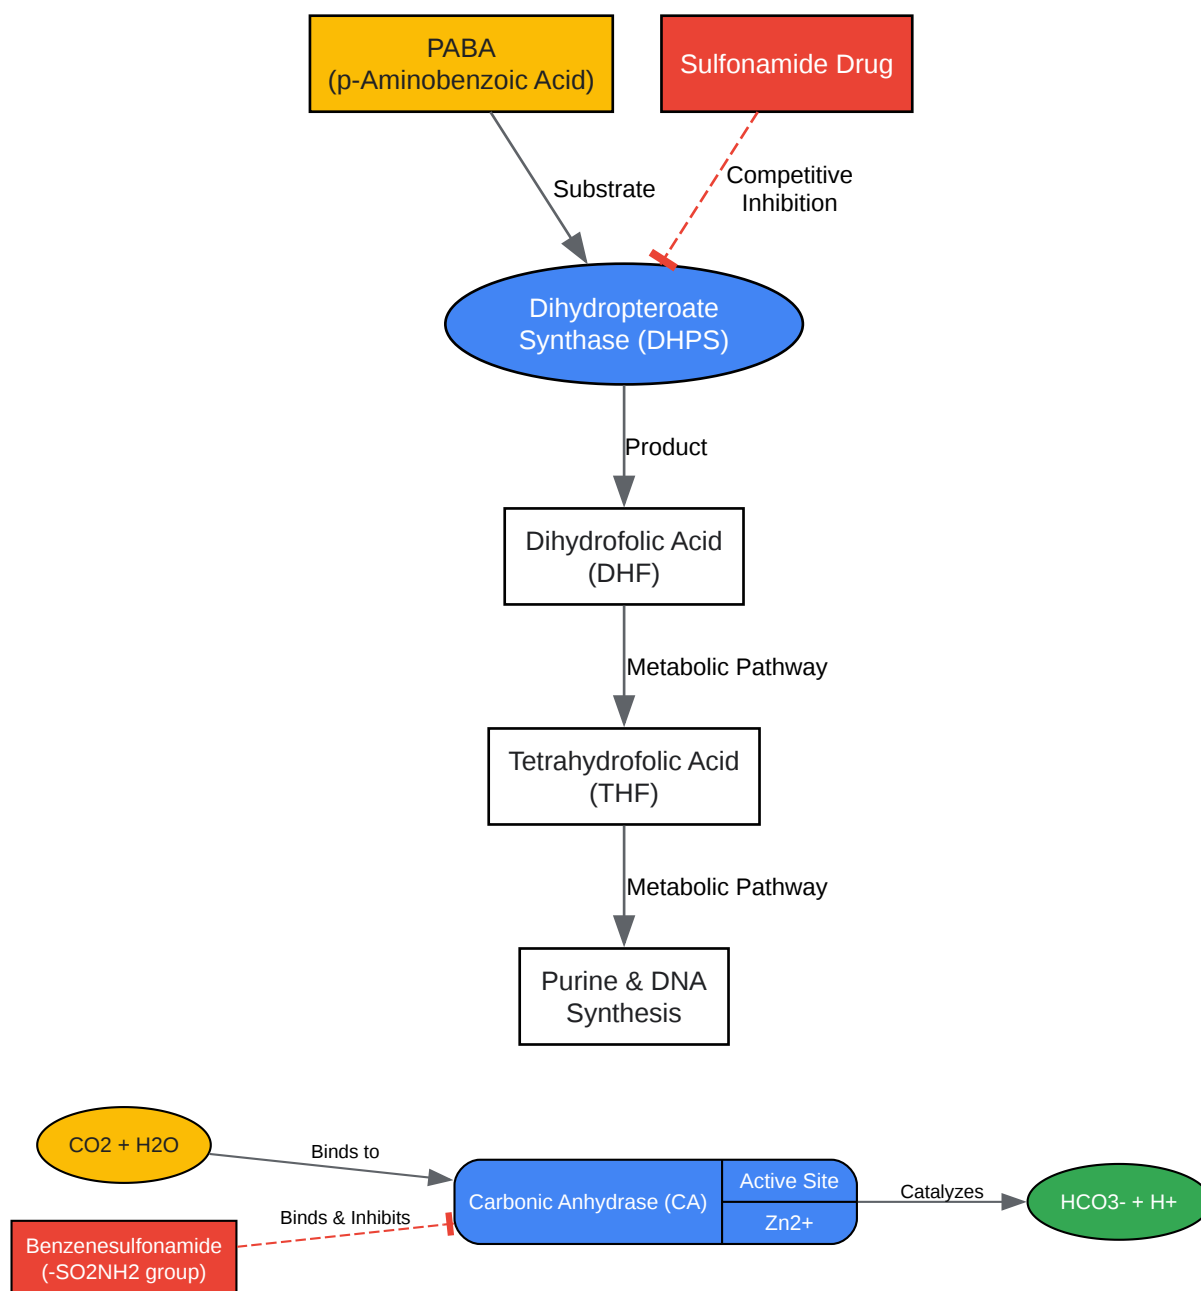 PABA
(p-Aminobenzoic Acid)
Sulfonamide Drug
Substrate
Competitive
Inhibition
Dihydropteroate
Synthase (DHPS)
Product
Dihydrofolic Acid
(DHF)
Metabolic Pathway
Tetrahydrofolic Acid
(THF)
Metabolic Pathway
Purine & DNA
Synthesis
CO2 + H2O
Binds to
Carbonic Anhydrase (CA)
Active Site
Zn2+
Catalyzes
HCO3- + H+
Binds & Inhibits
Benzenesulfonamide
(-SO2NH2 group)